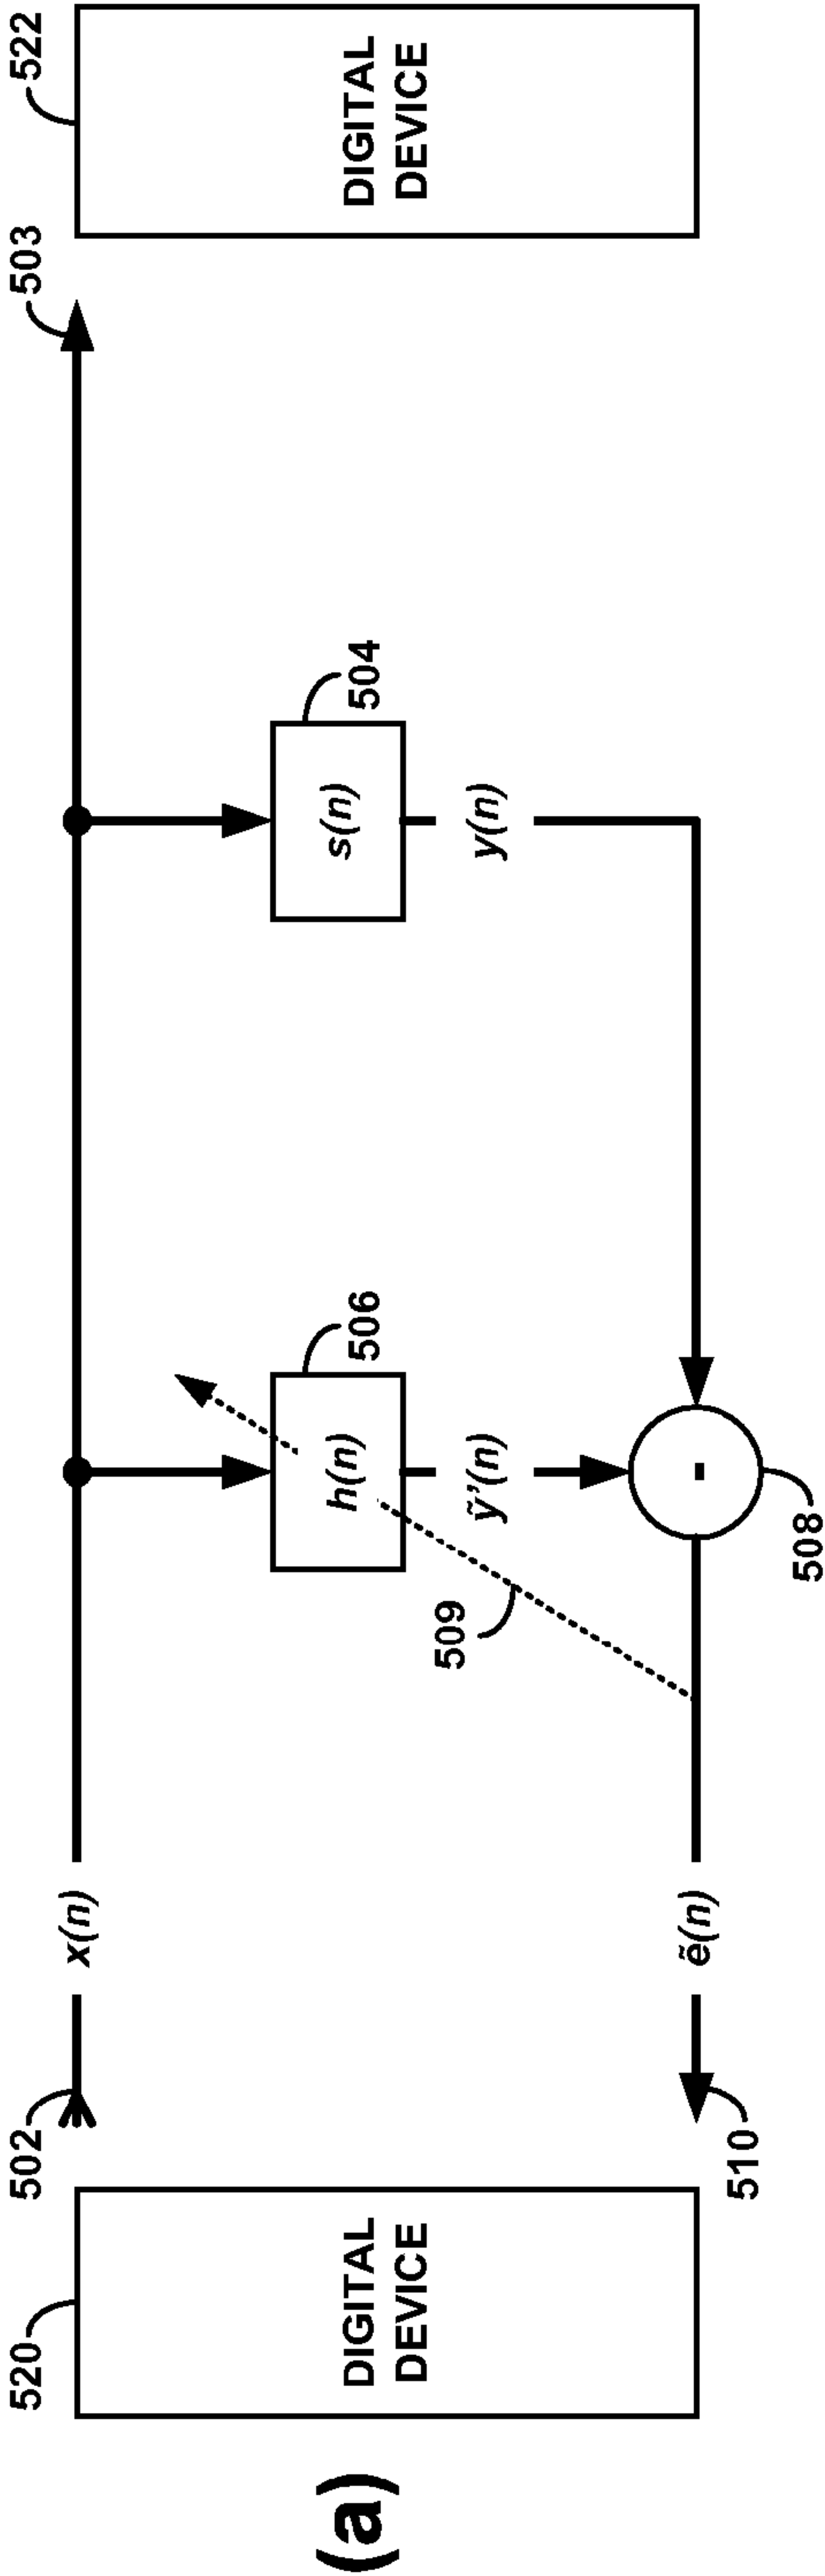 (a)
520
DIGITAL
DEVICE
502
x(n)
503
522
DIGITAL
DEVICE
506
h(n)
504
s(n)
509
ỹ'(n)
y(n)
ẽ(n)
-
510
508